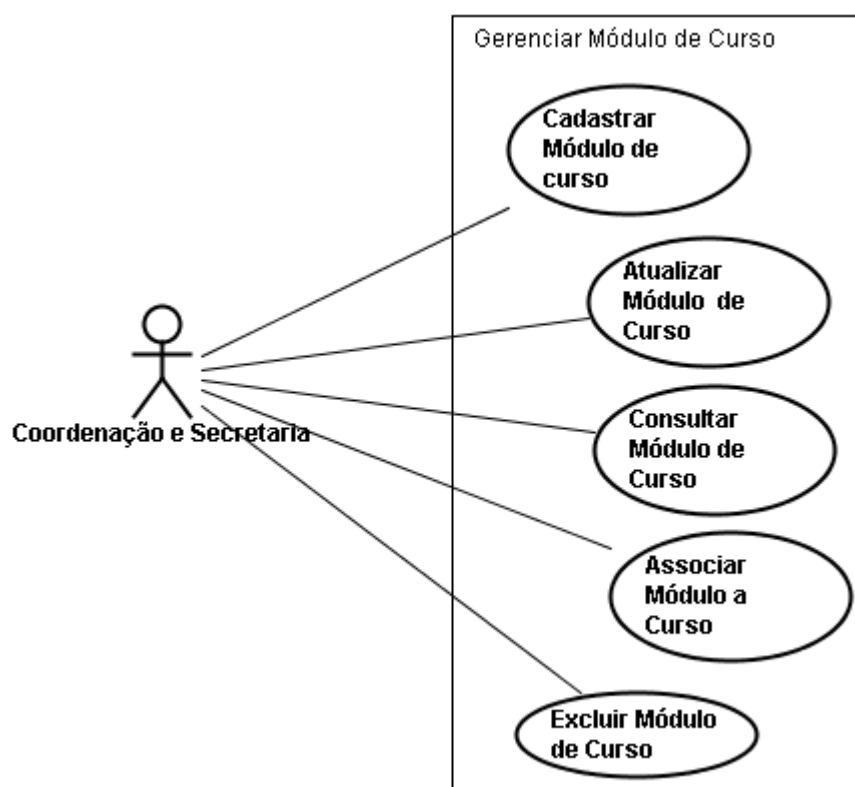 Gerenciar Módulo de Curso
Cadastrar
Módulo de
curso
Atualizar
Módulo de
Curso
Coordenação e Secretaria
Consultar
Módulo de
Curso
Associar
Módulo a
Curso
Excluir Módulo
de Curso